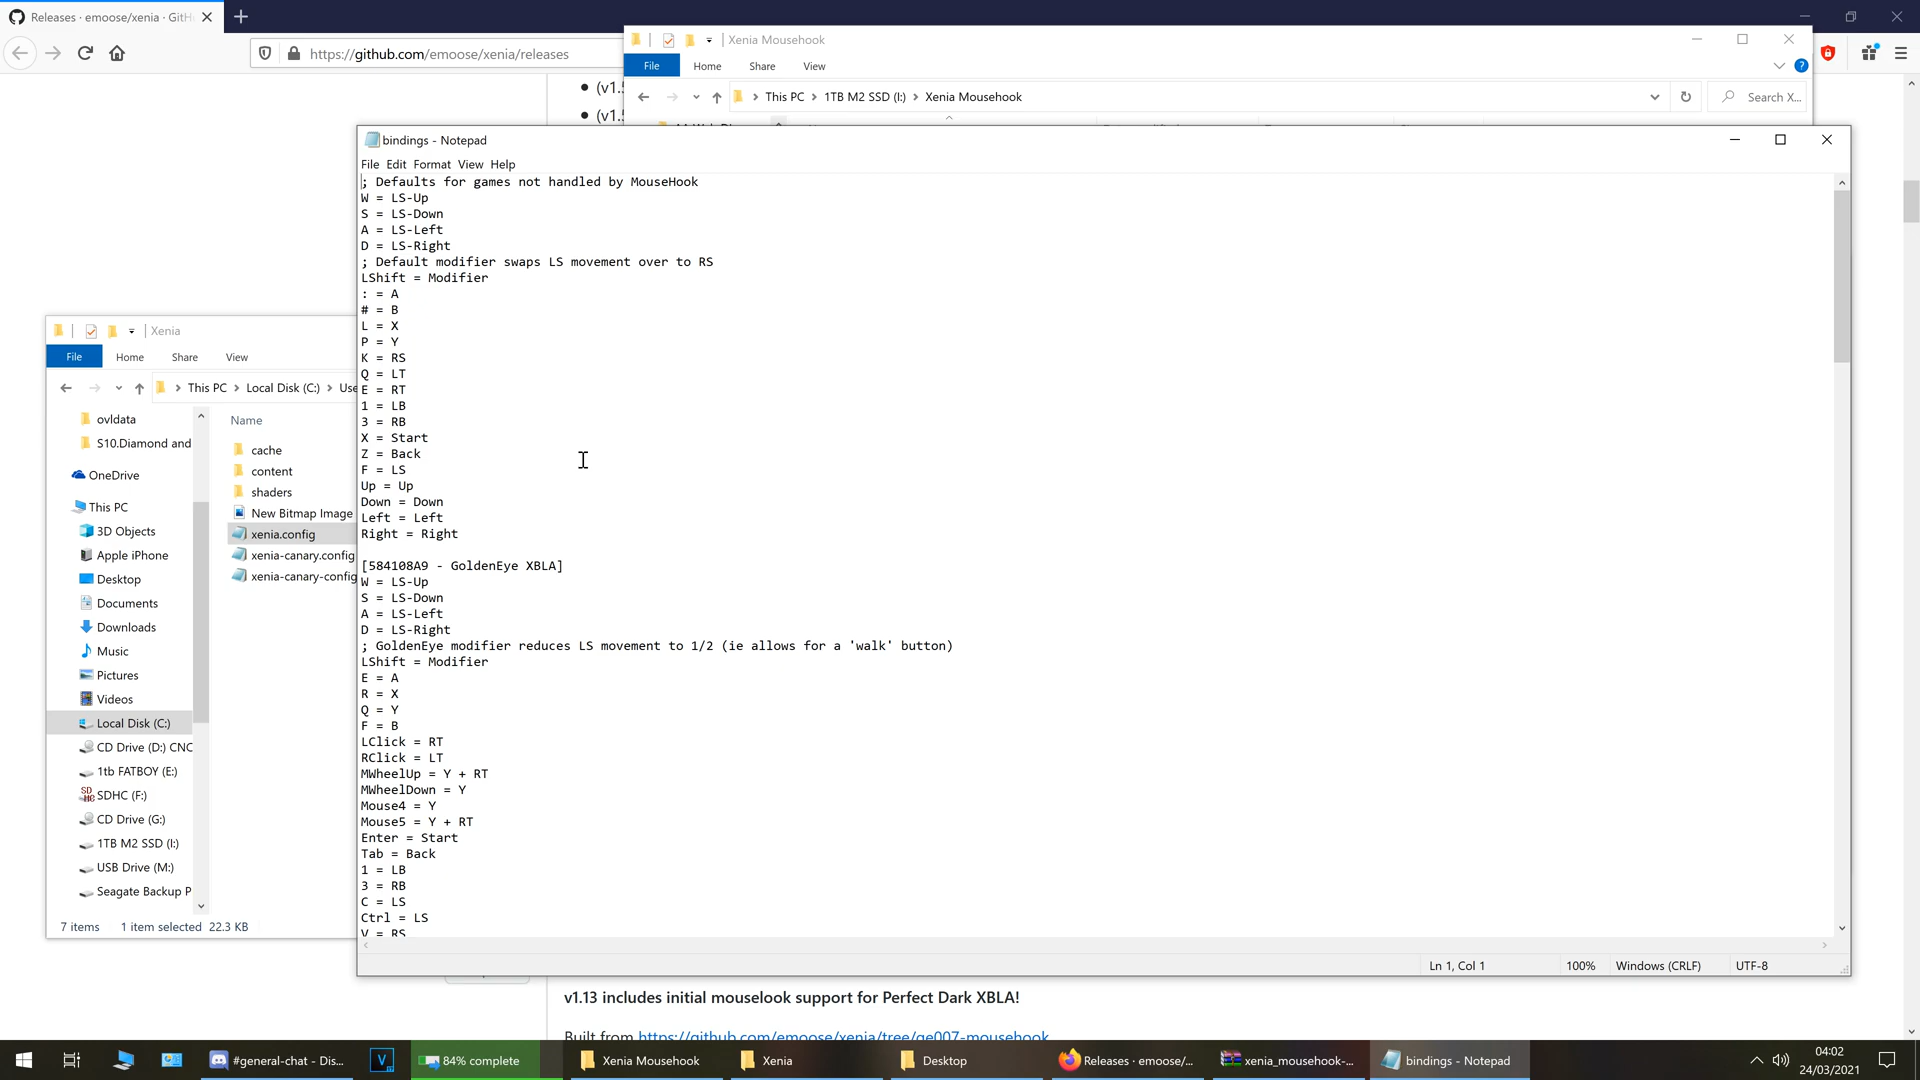 Releases · emoose/xenia · GitH
https://github.com/emoose/xenia/releases
(v1.5
(v1.5
Xenia Mousehook
File Home Share View
This PC > 1TB M2 SSD (I:) > Xenia Mousehook
Search X...
bindings - Notepad
File Edit Format View Help
; Defaults for games not handled by MouseHook
W = LS-Up
S = LS-Down
A = LS-Left
D = LS-Right
; Default modifier swaps LS movement over to RS
LShift = Modifier
: = A
# = B
L = X
P = Y
K = RS
Q = LT
E = RT
1 = LB
3 = RB
X = Start
Z = Back
F = LS
Up = Up
Down = Down
Left = Left
Right = Right
[584108A9 - GoldenEye XBLA]
W = LS-Up
S = LS-Down
A = LS-Left
D = LS-Right
; GoldenEye modifier reduces LS movement to 1/2 (ie allows for a 'walk' button)
LShift = Modifier
E = A
R = X
Q = Y
F = B
LClick = RT
RClick = LT
MWheelUp = Y + RT
MWheelDown = Y
Mouse4 = Y
Mouse5 = Y + RT
Enter = Start
Tab = Back
1 = LB
3 = RB
C = LS
Ctrl = LS
V = RS
Ln 1, Col 1 100% Windows (CRLF) UTF-8
Xenia
File Home Share View
This PC > Local Disk (C:) > Use
ovldata
S10.Diamond and
OneDrive
This PC
3D Objects
Apple iPhone
Desktop
Documents
Downloads
Music
Pictures
Videos
Local Disk (C:)
CD Drive (D:) CNC
1tb FATBOY (E:)
SDHC (F:)
CD Drive (G:)
1TB M2 SSD (I:)
USB Drive (M:)
Seagate Backup P
Name
cache
content
shaders
New Bitmap Image
xenia.config
xenia-canary.config
xenia-canary-config
7 items 1 item selected 22.3 KB
v1.13 includes initial mouselook support for Perfect Dark XBLA!
Built from https://github.com/emoose/xenia/tree/ge007-mousehook
#general-chat - Dis...
84% complete
Xenia Mousehook
Xenia
Desktop
Releases · emoose/...
xenia_mousehook-...
bindings - Notepad
04:02
24/03/2021